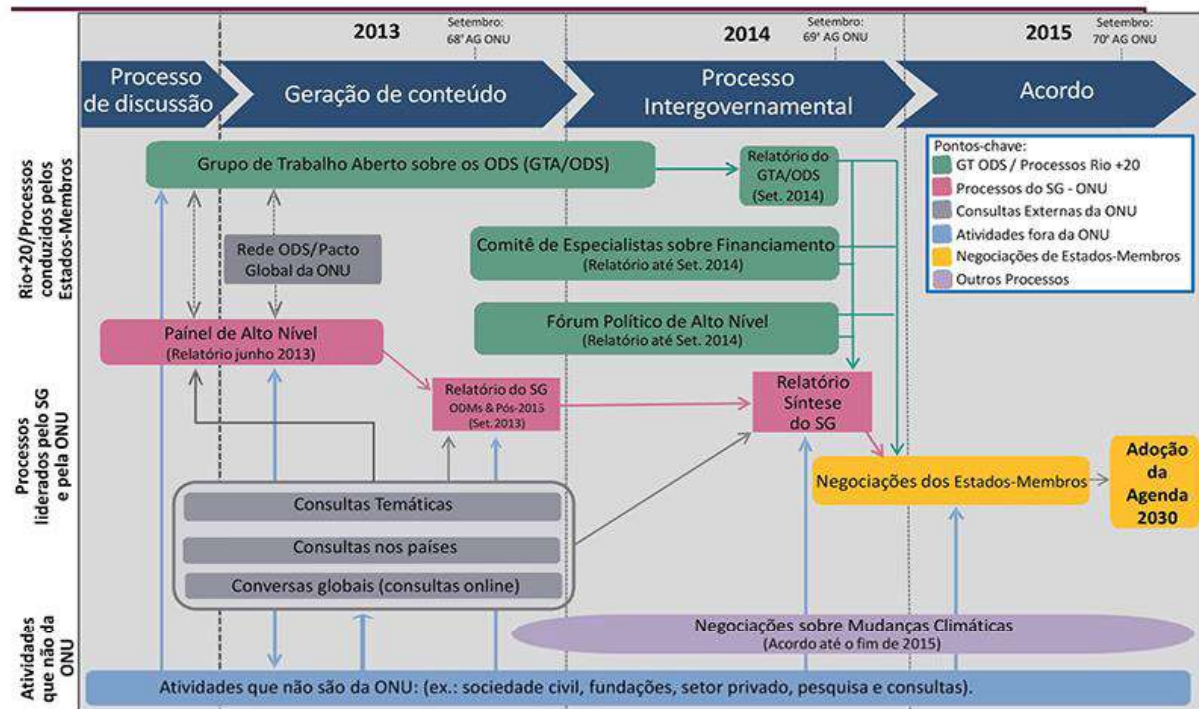 2013
Setembro:
68ª AG ONU
2014
Setembro:
69ª AG ONU
2015
Setembro:
70ª AG ONU
Processo
de discussão
Geração de conteúdo
Processo
Intergovernamental
Acordo
Rio+20/Processos
conduzidos pelos
Estados-Membros
Grupo de Trabalho Aberto sobre os ODS (GTA/ODS)
Relatório do
GTA/ODS
(Set. 2014)
Pontos-chave:
GT ODS / Processos Rio +20
Processos do SG - ONU
Consultas Externas da ONU
Atividades fora da ONU
Negociações de Estados-Membros
Outros Processos
Rede ODS/Pacto
Global da ONU
Comitê de Especialistas sobre Financiamento
(Relatório até Set. 2014)
Fórum Político de Alto Nível
(Relatório até Set. 2014)
Processos
liderados pelo SG
e pela ONU
Paínel de Alto Nível
(Relatório junho 2013)
Relatório do SG
ODMs & Pós-2015
(Set. 2013)
Relatório
Síntese
do SG
Negociações dos Estados-Membros
Adoção
da
Agenda
2030
Consultas Temáticas
Consultas nos países
Conversas globais (consultas online)
Atividades
que não da
ONU
Negociações sobre Mudanças Climáticas
(Acordo até o fim de 2015)
Atividades que não são da ONU: (ex.: sociedade civil, fundações, setor privado, pesquisa e consultas).